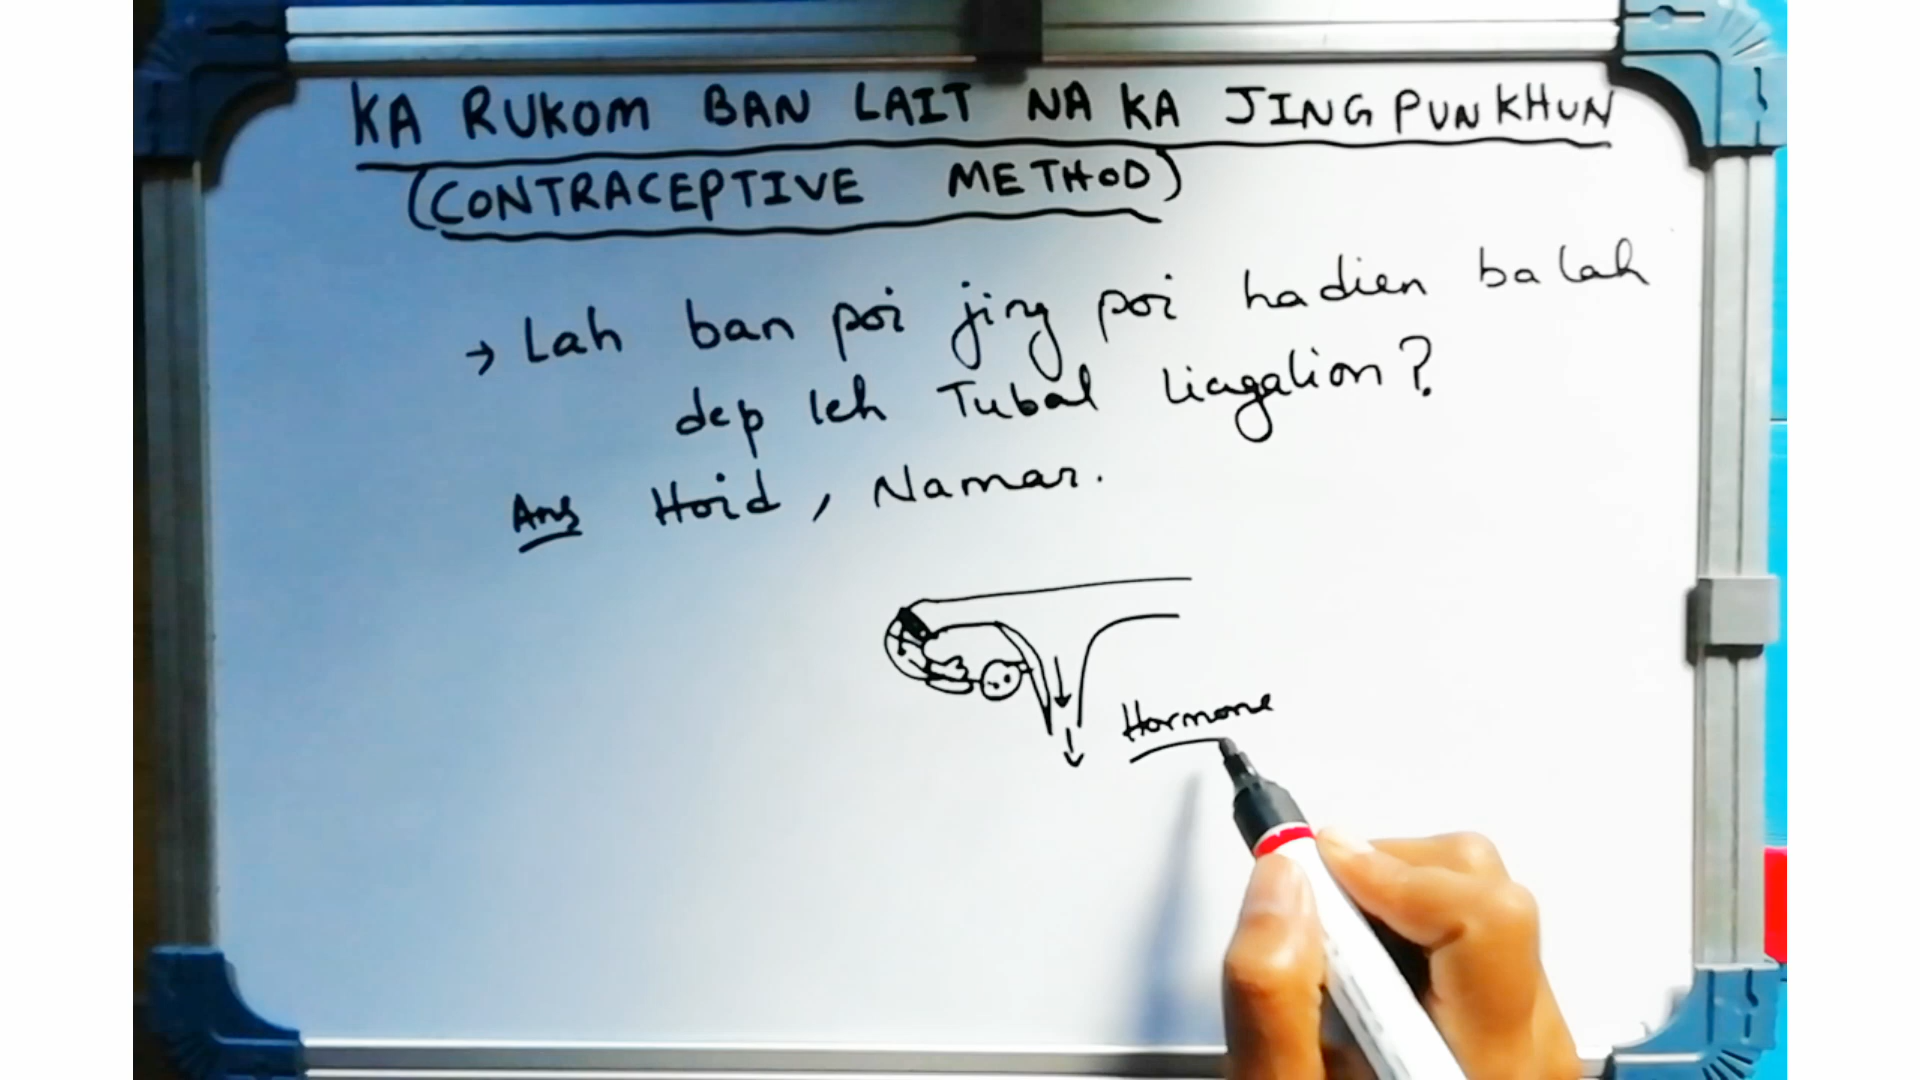 KA RUKOM BAN LAIT NA KA JINGPUNKHUN
(CONTRACEPTIVE METHOD)
→ Lah ban poi jing poi hadien ba lah
dep leh Tubal Liagation?
Ans Hoid, Namar.
Hormone